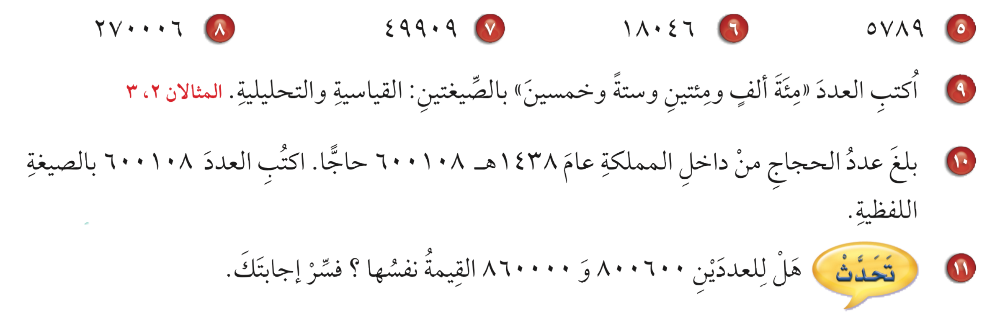 ٥ ٥٧٨٩ ٦ ١٨٠٤٦ ٧ ٤٩٩٠٩ ٨ ٢٧٠٠٠٦
٩ اُكتبِ العددَ «مِئَةَ ألفٍ ومِئتينِ وستةً وخمسينَ» بالصِّيغتينِ: القياسيةِ والتحليليةِ. المثالان ٢، ٣
١٠ بلغَ عددُ الحجاجِ منْ داخلِ المملكةِ عامَ ١٤٣٨هـ ٦٠٠١٠٨ حاجًّا. اكتُبِ العددَ ٦٠٠١٠٨ بالصيغةِ
اللفظيةِ.
١١ تَحَدَّثْ هَلْ لِلعددَيْنِ ٨٠٠٦٠٠ وَ ٨٦٠٠٠٠ القِيمةُ نفسُها ؟ فسِّرْ إجابتَكَ.